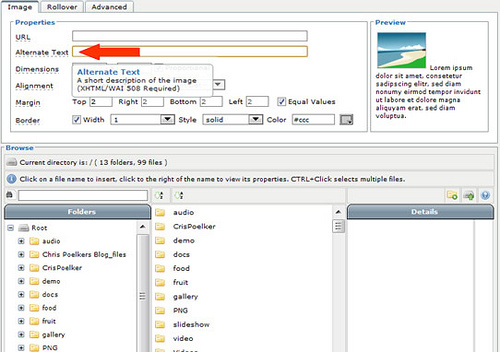 Image Rollover Advanced
Properties
URL
Alternate Text
Dimensions
Alternate Text
A short description of the image
(XHTML/WAI 508 Required)
Alignment
Margin Top 2 Right 2 Bottom 2 Left 2 Equal Values
Border Width 1 Style solid Color #ccc
Preview
Lorem
ipsum
dolor sit amet, consetetur
sadipscing elitr, sed diam
nonumy eirmod tempor invidunt
ut labore et dolore magna
aliquyam erat, sed diam
voluptua.
Browse
Current directory is: / ( 13 folders, 99 files )
Click on a file name to insert, click to the right of the name to view its properties. CTRL+Click selects multiple files.
Folders
Details
Root
audio
Chris Poelkers Blog_files
CrisPoelker
demo
docs
food
fruit
gallery
PNG
audio
CrisPoelker
demo
docs
food
fruit
gallery
PNG
slideshow
video
Videos